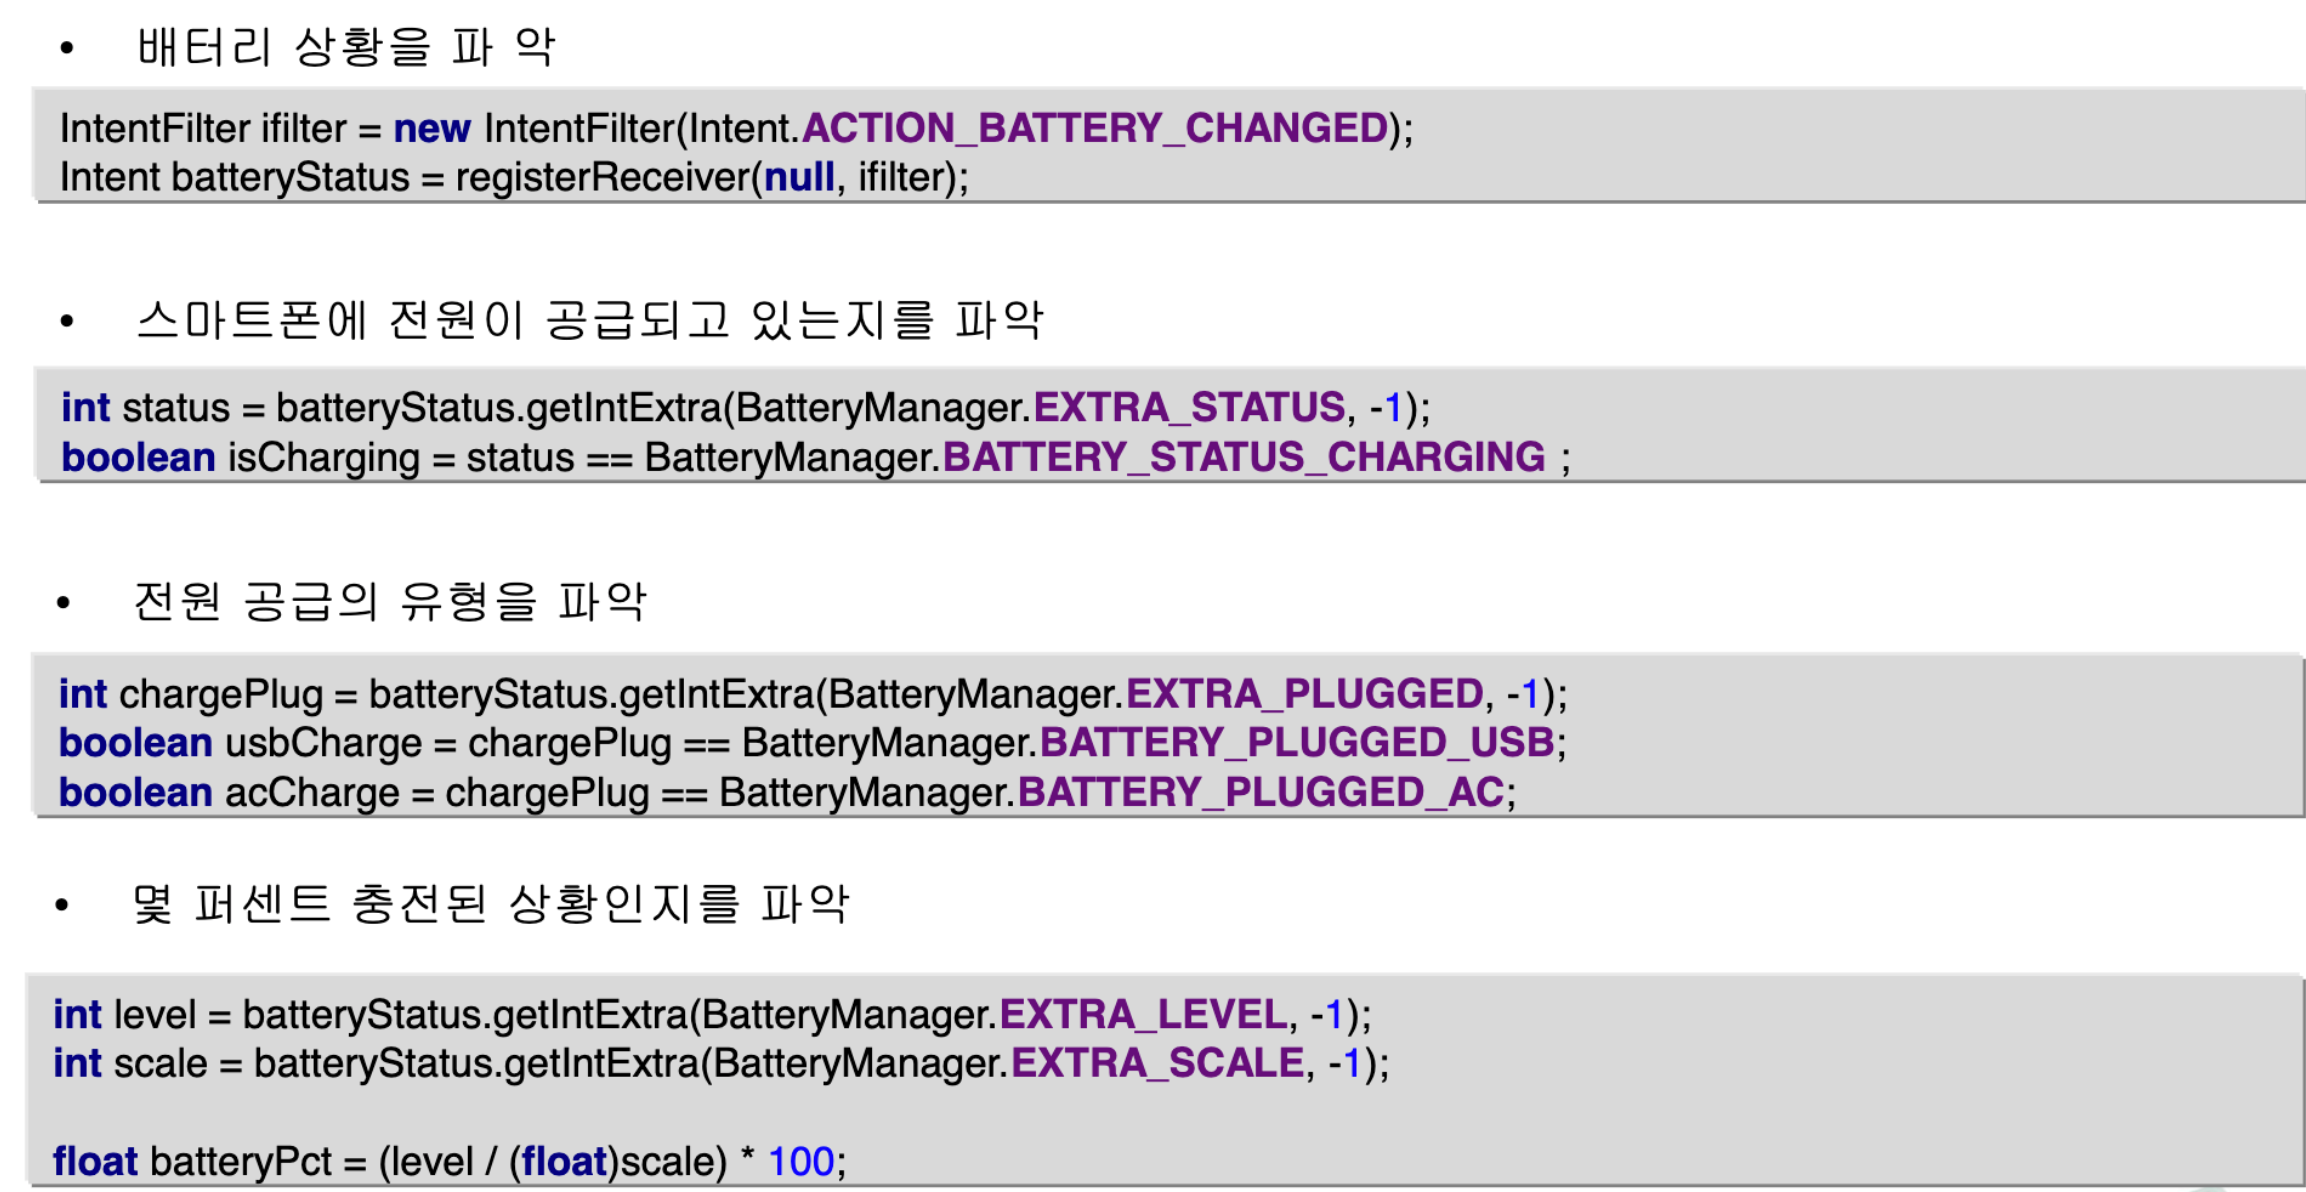 • 배터리 상황을 파 악
IntentFilter ifilter = new IntentFilter(Intent.ACTION_BATTERY_CHANGED);
Intent batteryStatus = registerReceiver(null, ifilter);
• 스마트폰에 전원이 공급되고 있는지를 파악
int status = batteryStatus.getIntExtra(BatteryManager.EXTRA_STATUS, -1);
boolean isCharging = status == BatteryManager.BATTERY_STATUS_CHARGING ;
• 전원 공급의 유형을 파악
int chargePlug = batteryStatus.getIntExtra(BatteryManager.EXTRA_PLUGGED, -1);
boolean usbCharge = chargePlug == BatteryManager.BATTERY_PLUGGED_USB;
boolean acCharge = chargePlug == BatteryManager.BATTERY_PLUGGED_AC;
• 몇 퍼센트 충전된 상황인지를 파악
int level = batteryStatus.getIntExtra(BatteryManager.EXTRA_LEVEL, -1);
int scale = batteryStatus.getIntExtra(BatteryManager.EXTRA_SCALE, -1);
float batteryPct = (level / (float)scale) * 100;